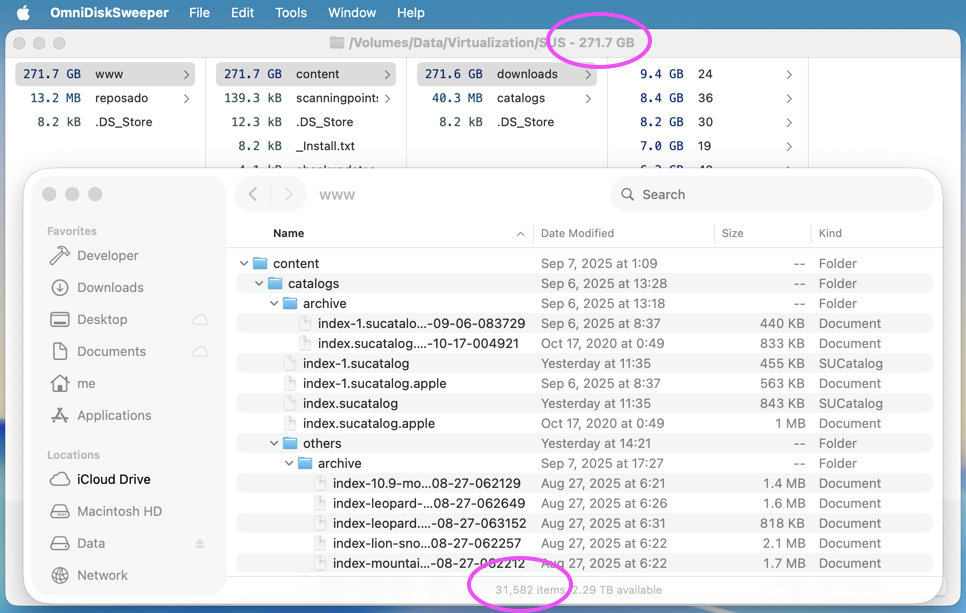 OmniDiskSweeper File Edit Tools Window Help
/Volumes/Data/Virtualization/SUS - 271.7 GB
271.7 GB www 271.7 GB content 271.6 GB downloads 9.4 GB 24
13.2 MB reposado 139.3 kB scanningpoints 40.3 MB catalogs 8.4 GB 36
8.2 kB .DS_Store 12.3 kB .DS_Store 8.2 kB .DS_Store 8.2 GB 30
8.2 kB _Install.txt 7.0 GB 19
www Search
Name Date Modified Size Kind
Favorites
Developer
Downloads
Desktop
Documents
me
Applications
Locations
iCloud Drive
Macintosh HD
Data
Network
content Sep 7, 2025 at 1:09 -- Folder
catalogs Sep 6, 2025 at 13:28 -- Folder
archive Sep 6, 2025 at 13:18 -- Folder
index-1.sucatalo...-09-06-083729 Sep 6, 2025 at 8:37 440 KB Document
index.sucatalog....-10-17-004921 Oct 17, 2020 at 0:49 833 KB Document
index-1.sucatalog Yesterday at 11:35 455 KB SUCatalog
index-1.sucatalog.apple Sep 6, 2025 at 8:37 563 KB Document
index.sucatalog Yesterday at 11:35 843 KB SUCatalog
index.sucatalog.apple Oct 17, 2020 at 0:49 1 MB Document
others Yesterday at 14:21 -- Folder
archive Sep 7, 2025 at 17:27 -- Folder
index-10.9-mo...08-27-062129 Aug 27, 2025 at 6:21 1.4 MB Document
index-leopard-...08-27-062649 Aug 27, 2025 at 6:26 1.6 MB Document
index-leopard....-08-27-063152 Aug 27, 2025 at 6:31 818 KB Document
index-lion-sno...08-27-062257 Aug 27, 2025 at 6:22 2.1 MB Document
index-mountai...-08-27-062212 Aug 27, 2025 at 6:22 1.7 MB Document
31,582 items, 2.29 TB available